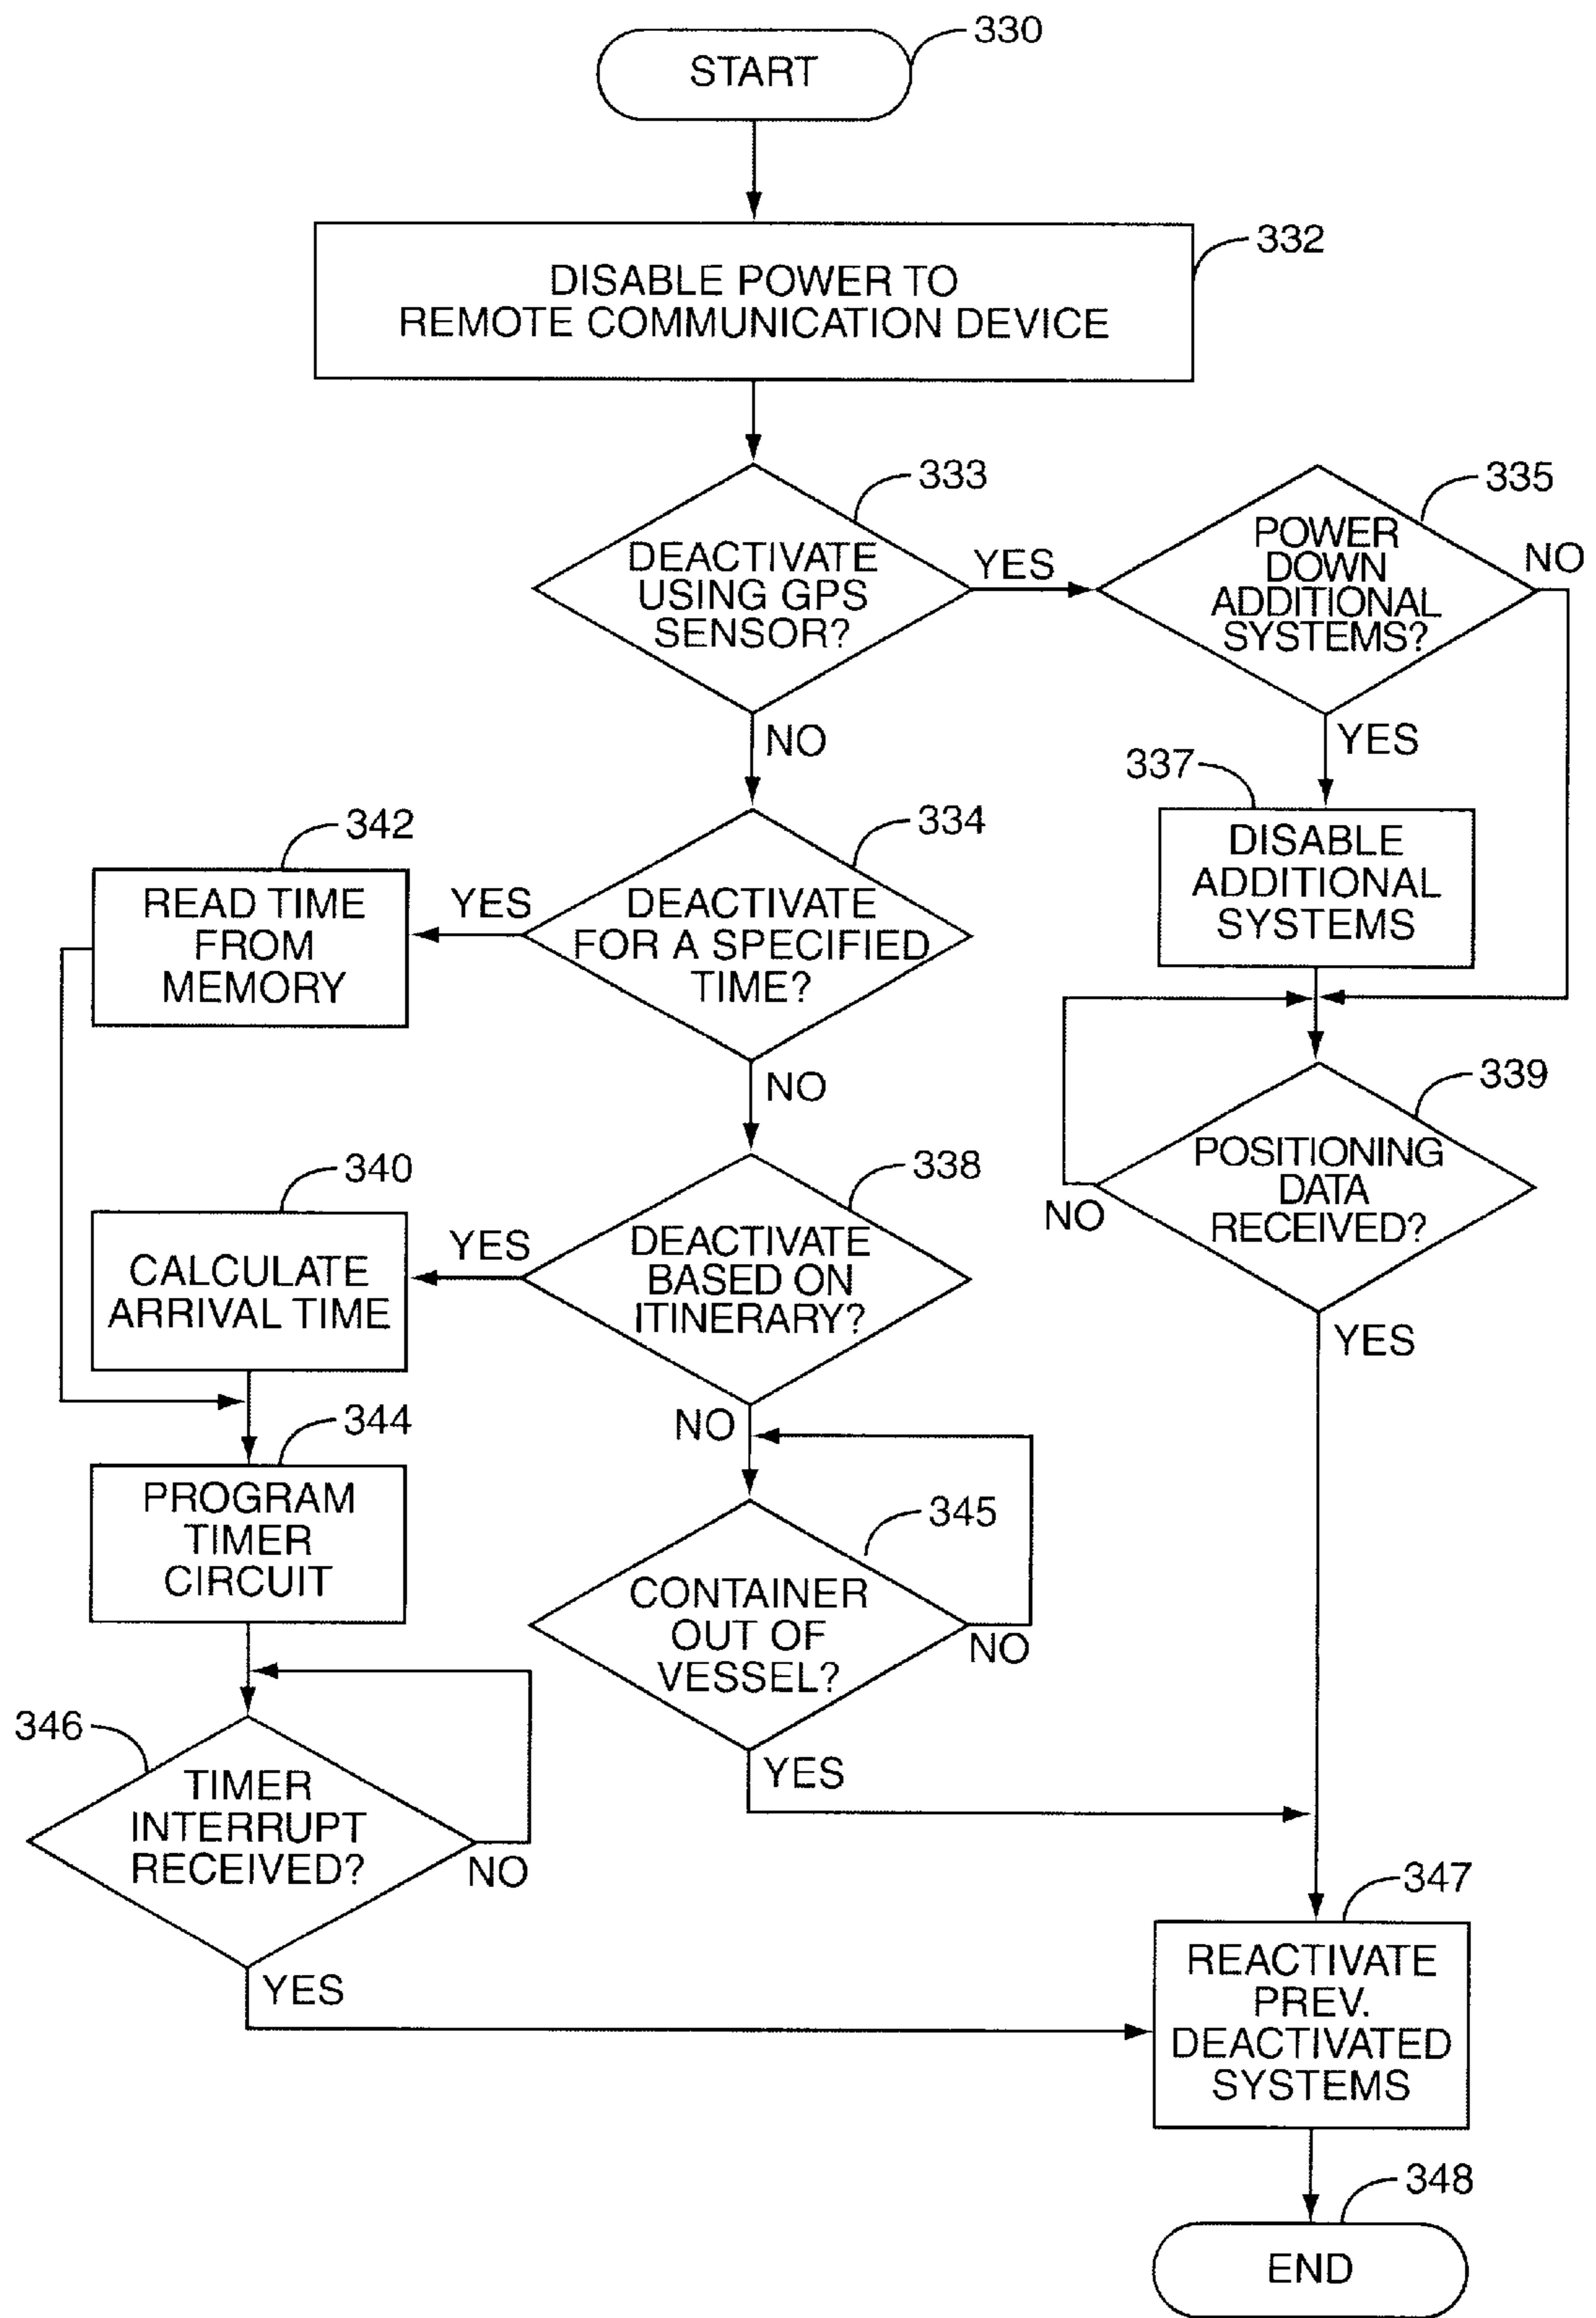 330
START
332
DISABLE POWER TO
REMOTE COMMUNICATION DEVICE
333
DEACTIVATE
USING GPS
SENSOR?
YES
NO
335
POWER
DOWN
ADDITIONAL
SYSTEMS?
NO
YES
337
DISABLE
ADDITIONAL
SYSTEMS
334
DEACTIVATE
FOR A SPECIFIED
TIME?
YES
NO
342
READ TIME
FROM
MEMORY
339
POSITIONING
DATA
RECEIVED?
NO
YES
338
DEACTIVATE
BASED ON
ITINERARY?
YES
NO
340
CALCULATE
ARRIVAL TIME
344
PROGRAM
TIMER
CIRCUIT
345
CONTAINER
OUT OF
VESSEL?
NO
YES
346
TIMER
INTERRUPT
RECEIVED?
NO
YES
347
REACTIVATE
PREV.
DEACTIVATED
SYSTEMS
348
END